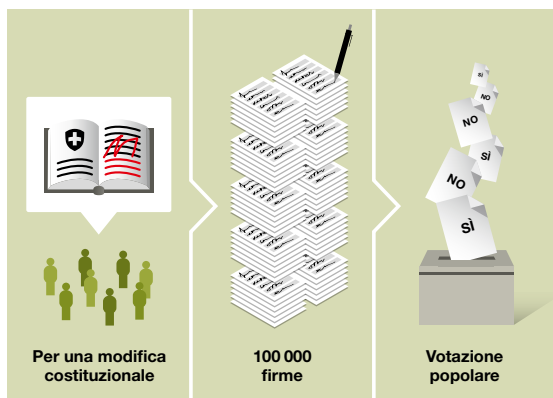 SÌ
NO
NO
SÌ
NO
SÌ
Per una modifica
costituzionale
100 000
firme
Votazione
popolare